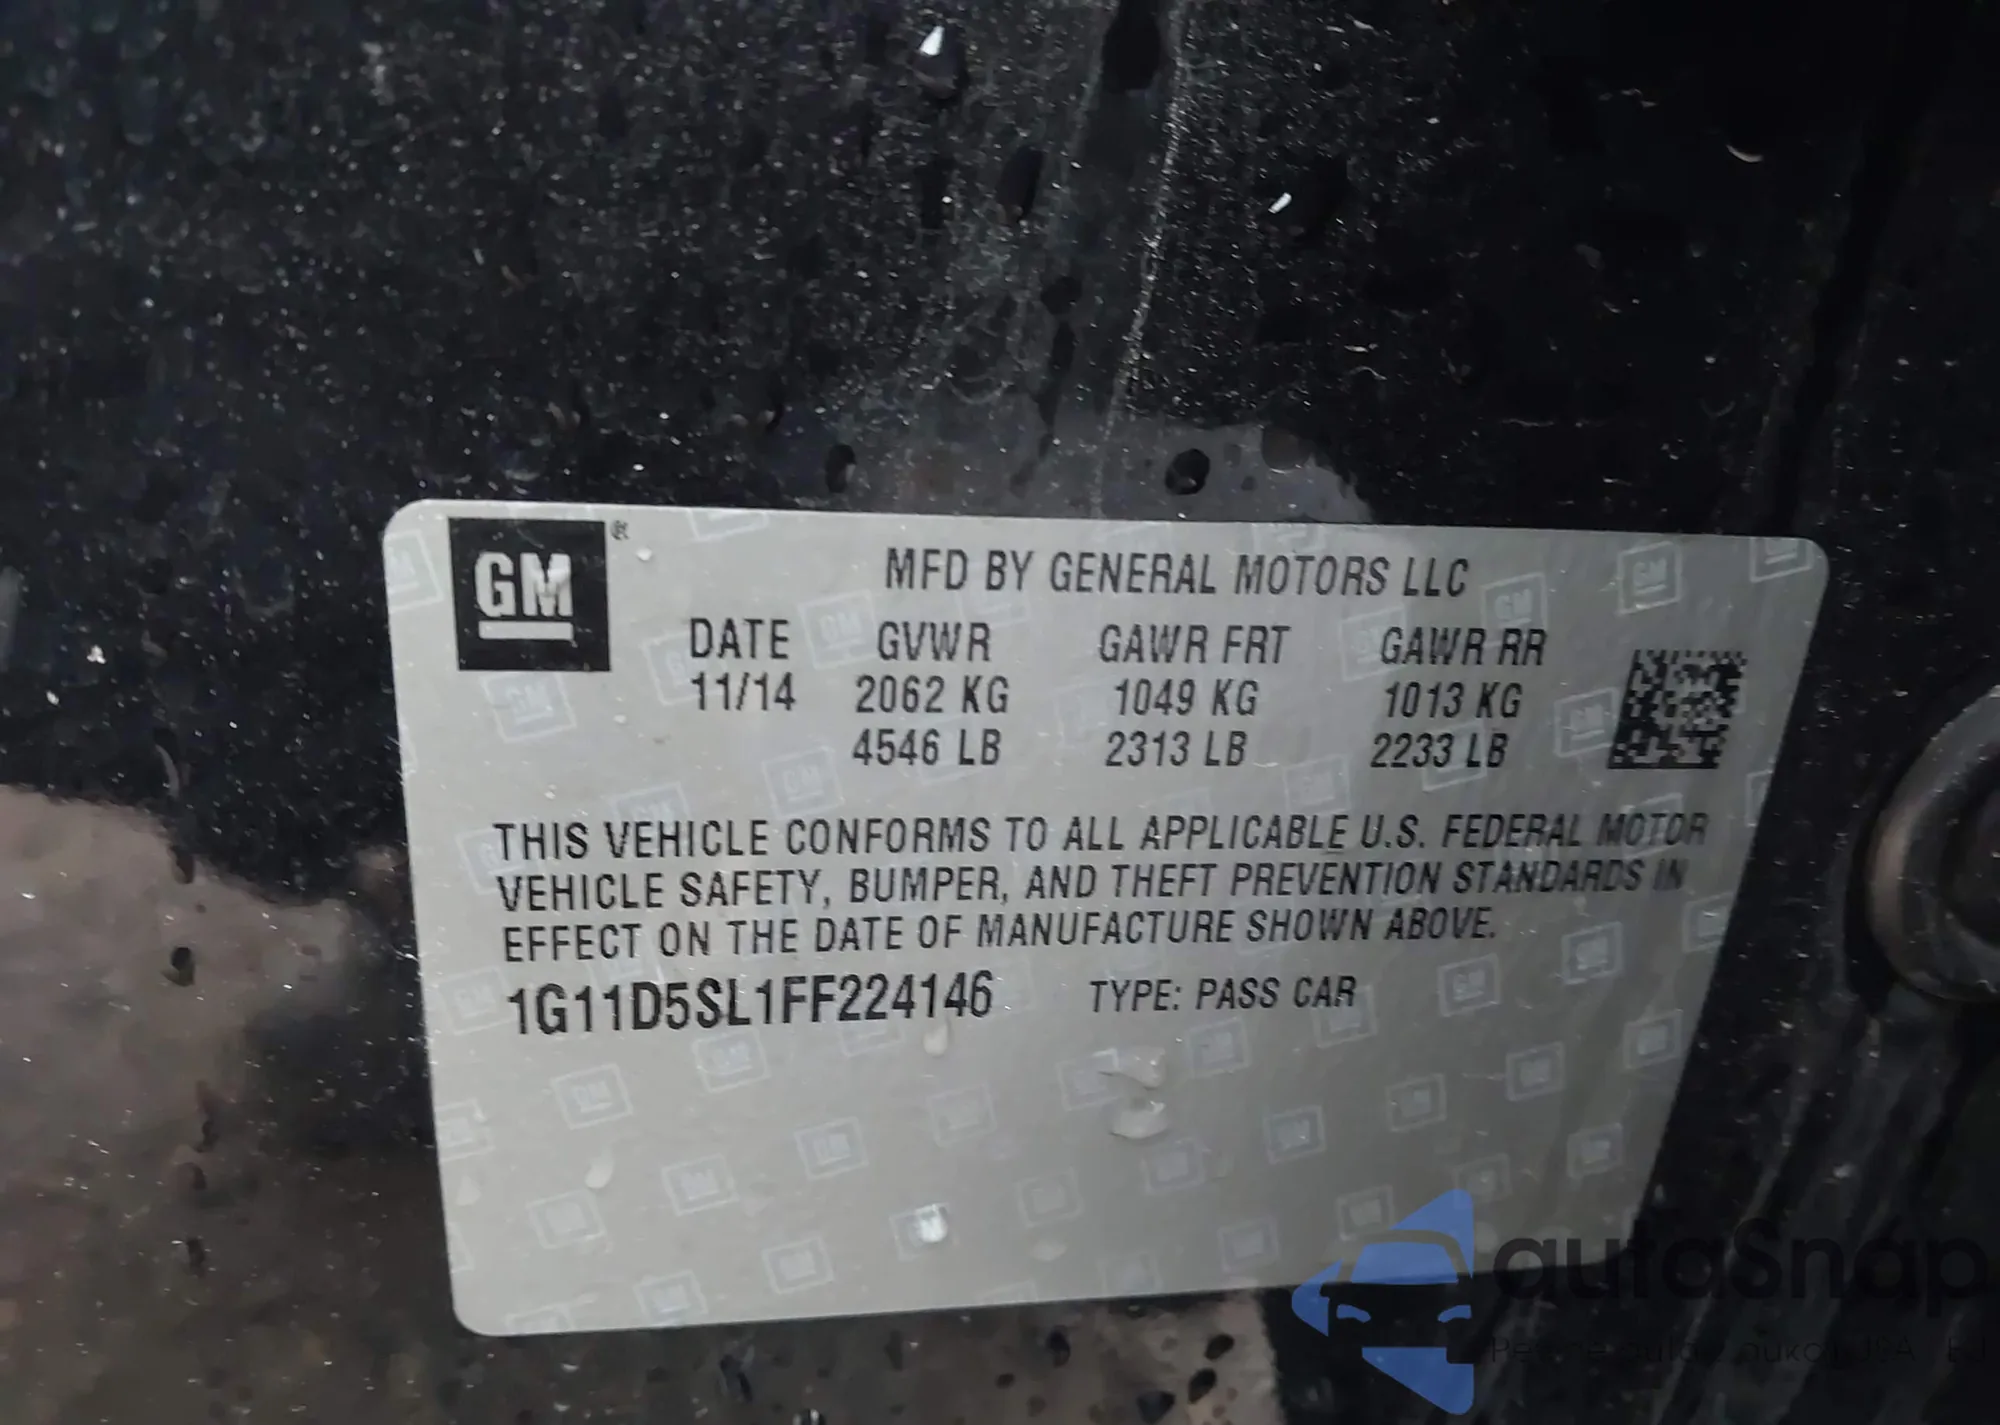 GM
MFD BY GENERAL MOTORS LLC
DATE GVWR GAWR FRT GAWR RR
11/14 2062 KG 1049 KG 1013 KG
4546 LB 2313 LB 2233 LB
THIS VEHICLE CONFORMS TO ALL APPLICABLE U.S. FEDERAL MOTOR
VEHICLE SAFETY, BUMPER, AND THEFT PREVENTION STANDARDS IN
EFFECT ON THE DATE OF MANUFACTURE SHOWN ABOVE.
1G11D5SL1FF224146 TYPE: PASS CAR
autoSnap